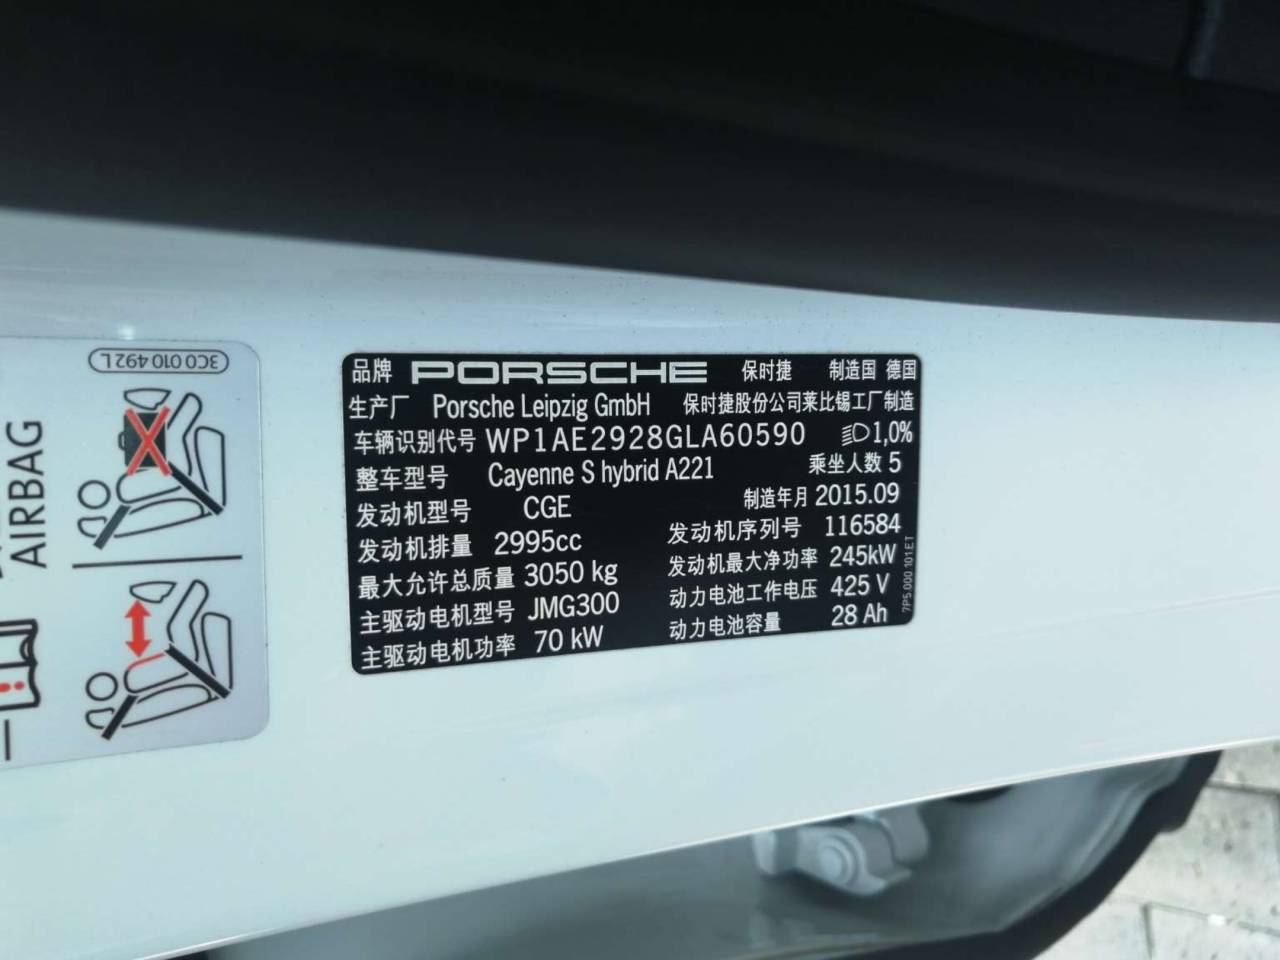 品牌 PORSCHE 保时捷 制造国 德国
生产厂 Porsche Leipzig GmbH 保时捷股份公司莱比锡工厂制造
车辆识别代号 WP1AE2928GLA60590 1,0%
整车型号 Cayenne S hybrid A221 乘坐人数 5
发动机型号 CGE 制造年月 2015.09
发动机排量 2995cc 发动机序列号 116584
最大允许总质量 3050 kg 发动机最大净功率 245kW
主驱动电机型号 JMG300 动力电池工作电压 425 V
主驱动电机功率 70 kW 动力电池容量 28 Ah
7P5.000.101.ET
3C0 010 492 L
AIRBAG